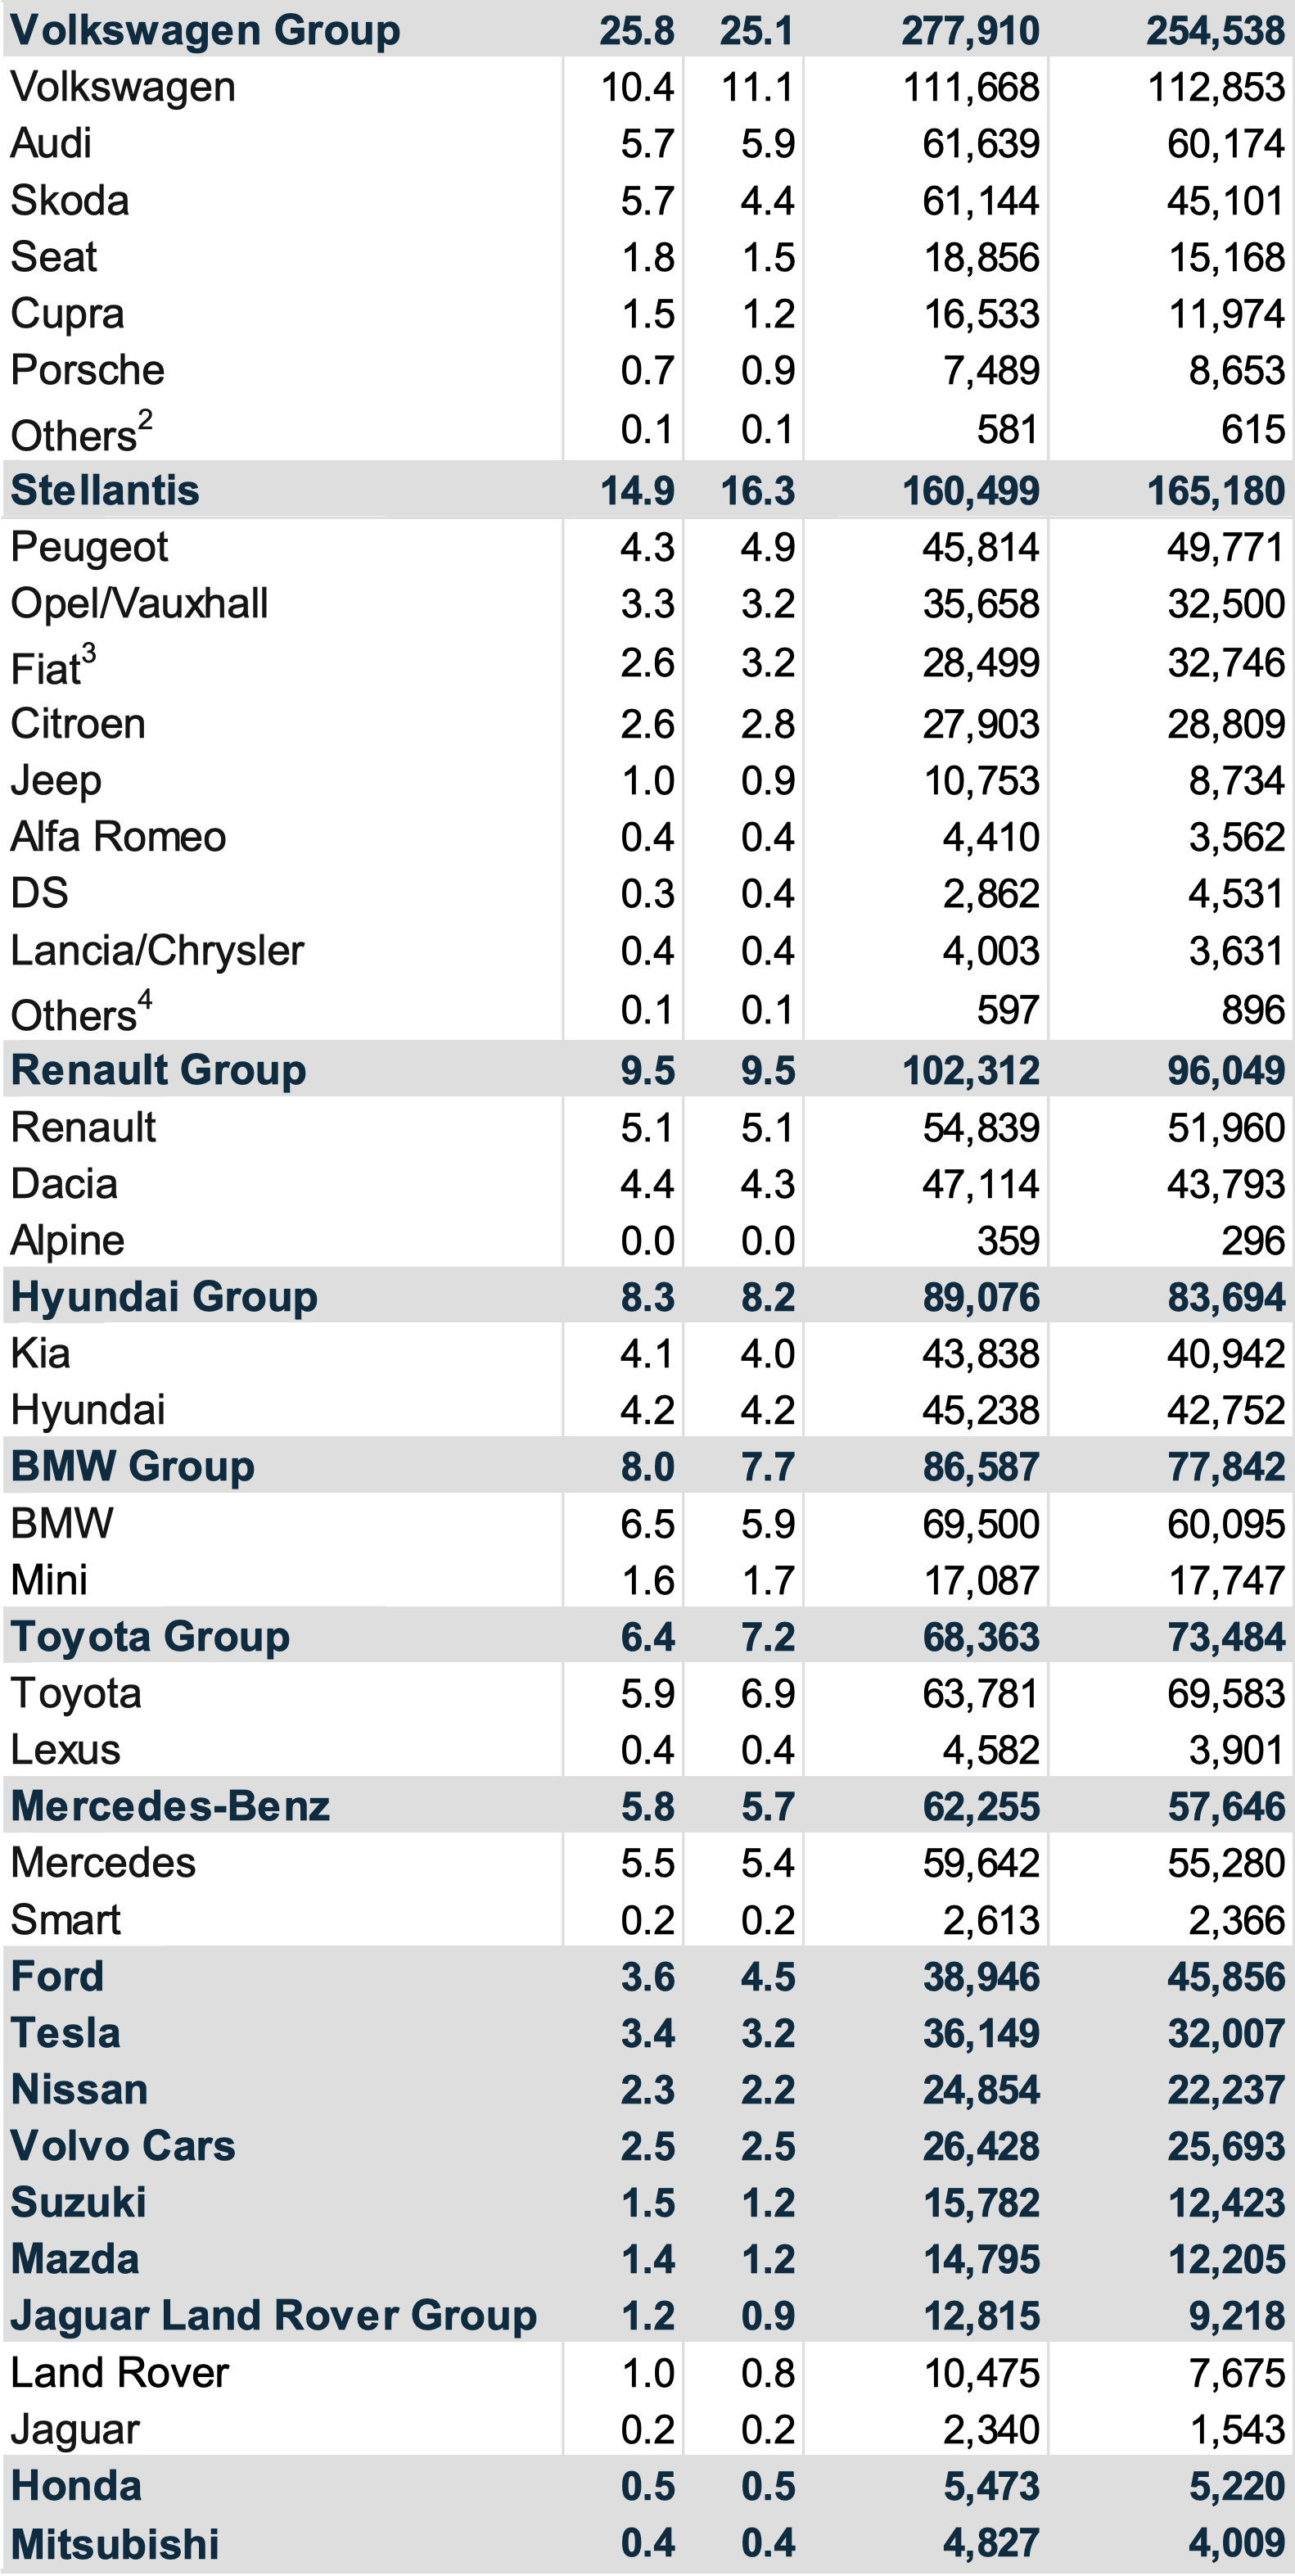 Volkswagen Group 25.8 25.1 277,910 254,538
Volkswagen 10.4 11.1 111,668 112,853
Audi 5.7 5.9 61,639 60,174
Skoda 5.7 4.4 61,144 45,101
Seat 1.8 1.5 18,856 15,168
Cupra 1.5 1.2 16,533 11,974
Porsche 0.7 0.9 7,489 8,653
Others² 0.1 0.1 581 615
Stellantis 14.9 16.3 160,499 165,180
Peugeot 4.3 4.9 45,814 49,771
Opel/Vauxhall 3.3 3.2 35,658 32,500
Fiat³ 2.6 3.2 28,499 32,746
Citroen 2.6 2.8 27,903 28,809
Jeep 1.0 0.9 10,753 8,734
Alfa Romeo 0.4 0.4 4,410 3,562
DS 0.3 0.4 2,862 4,531
Lancia/Chrysler 0.4 0.4 4,003 3,631
Others⁴ 0.1 0.1 597 896
Renault Group 9.5 9.5 102,312 96,049
Renault 5.1 5.1 54,839 51,960
Dacia 4.4 4.3 47,114 43,793
Alpine 0.0 0.0 359 296
Hyundai Group 8.3 8.2 89,076 83,694
Kia 4.1 4.0 43,838 40,942
Hyundai 4.2 4.2 45,238 42,752
BMW Group 8.0 7.7 86,587 77,842
BMW 6.5 5.9 69,500 60,095
Mini 1.6 1.7 17,087 17,747
Toyota Group 6.4 7.2 68,363 73,484
Toyota 5.9 6.9 63,781 69,583
Lexus 0.4 0.4 4,582 3,901
Mercedes-Benz 5.8 5.7 62,255 57,646
Mercedes 5.5 5.4 59,642 55,280
Smart 0.2 0.2 2,613 2,366
Ford 3.6 4.5 38,946 45,856
Tesla 3.4 3.2 36,149 32,007
Nissan 2.3 2.2 24,854 22,237
Volvo Cars 2.5 2.5 26,428 25,693
Suzuki 1.5 1.2 15,782 12,423
Mazda 1.4 1.2 14,795 12,205
Jaguar Land Rover Group 1.2 0.9 12,815 9,218
Land Rover 1.0 0.8 10,475 7,675
Jaguar 0.2 0.2 2,340 1,543
Honda 0.5 0.5 5,473 5,220
Mitsubishi 0.4 0.4 4,827 4,009